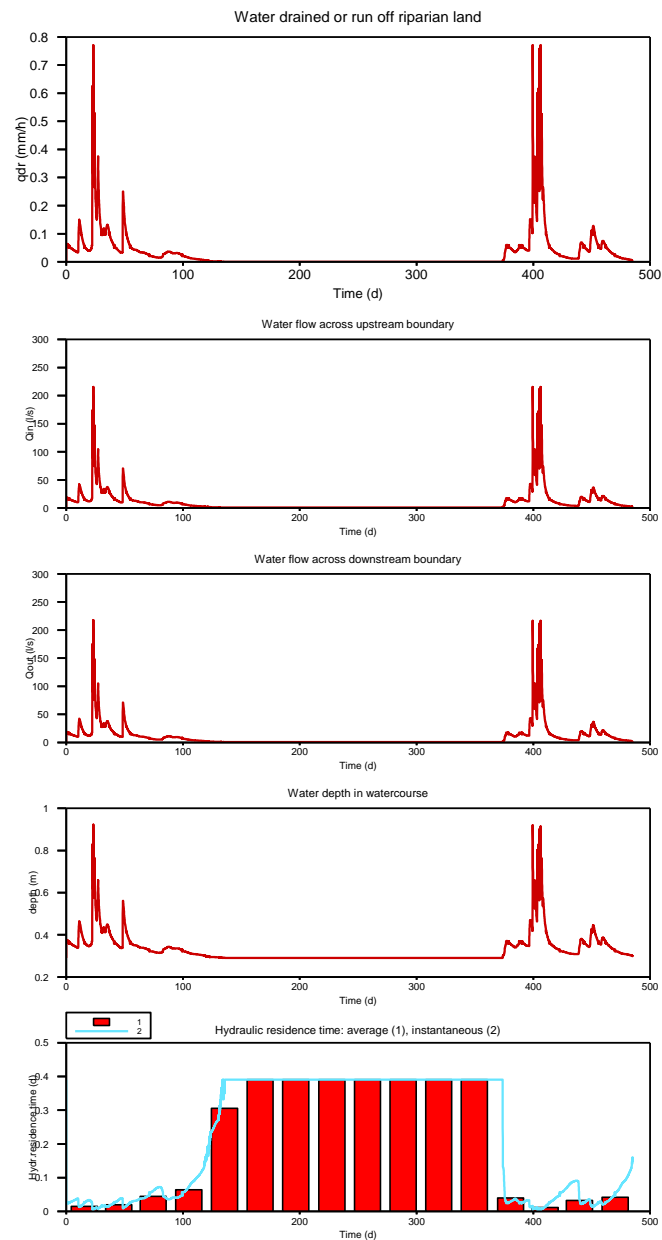 Water drained or run off riparian land
0.8
0.7
0.6
0.5
0.4
0.3
0.2
0.1
0
qdr (mm/h)
0 100 200 300 400 500
Time (d)
Water flow across upstream boundary
300
250
200
150
100
50
0
Qin (l/s)
0 100 200 300 400 500
Time (d)
Water flow across downstream boundary
300
250
200
150
100
50
0
Qout (l/s)
0 100 200 300 400 500
Time (d)
Water depth in watercourse
1
0.8
0.6
0.4
0.2
depth (m)
0 100 200 300 400 500
Time (d)
1
2
Hydraulic residence time: average (1), instantaneous (2)
0.5
0.4
0.3
0.2
0.1
0
Hydr residence time (d)
0 100 200 300 400 500
Time (d)